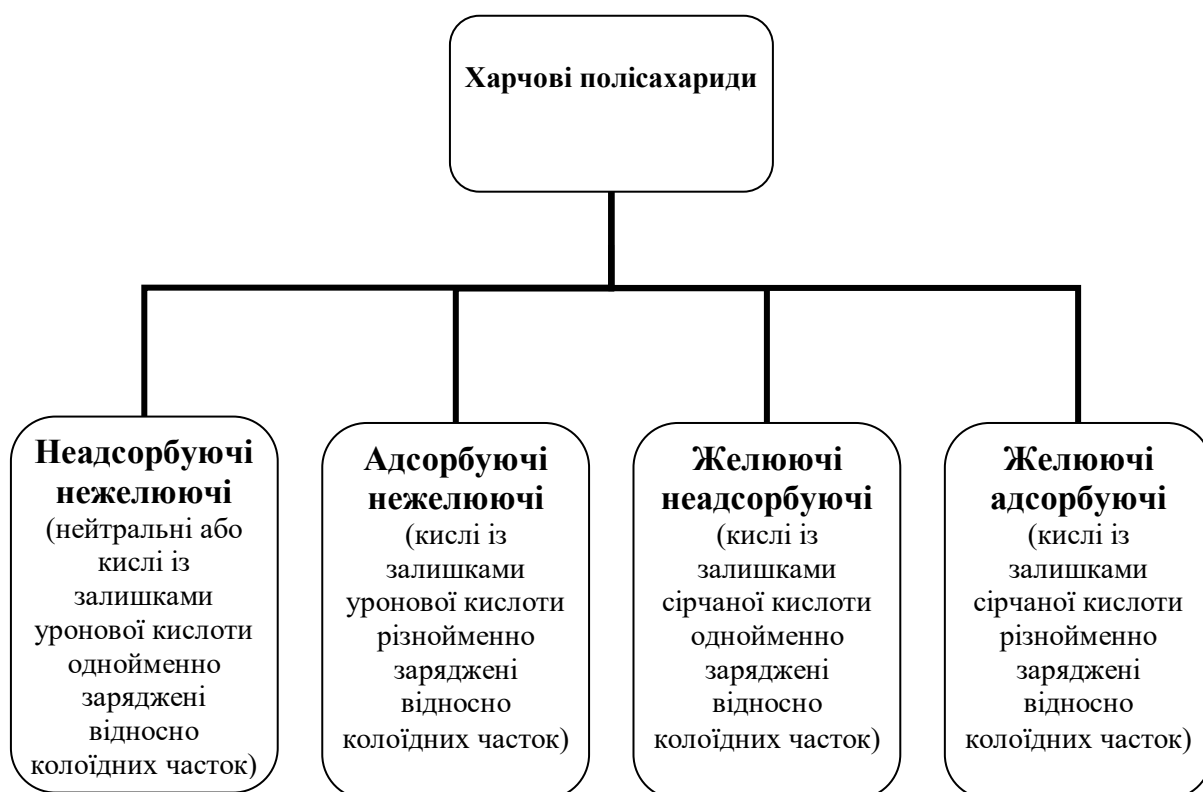 Харчові полісахариди
Неадсорбуючі
нежелюючі
(нейтральні або
кислі із
залишками
уронової кислоти
однойменно
заряджені
відносно
колоїдних часток)
Адсорбуючі
нежелюючі
(кислі із
залишками
уронової кислоти
різнойменно
заряджені
відносно
колоїдних часток)
Желюючі
неадсорбуючі
(кислі із
залишками
сірчаної кислоти
однойменно
заряджені
відносно
колоїдних часток)
Желюючі
адсорбуючі
(кислі із
залишками
сірчаної кислоти
різнойменно
заряджені
відносно
колоїдних часток)